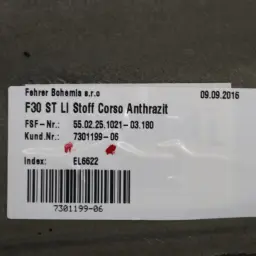 Fehrer Bohemia s.r.o
09.09.2016
F30 ST LI Stoff Corso Anthrazit
FSF-Nr.: 55.02.25.1021-03.180
Kund.Nr.: 7301199-06
Index: EL6622
7301199-06